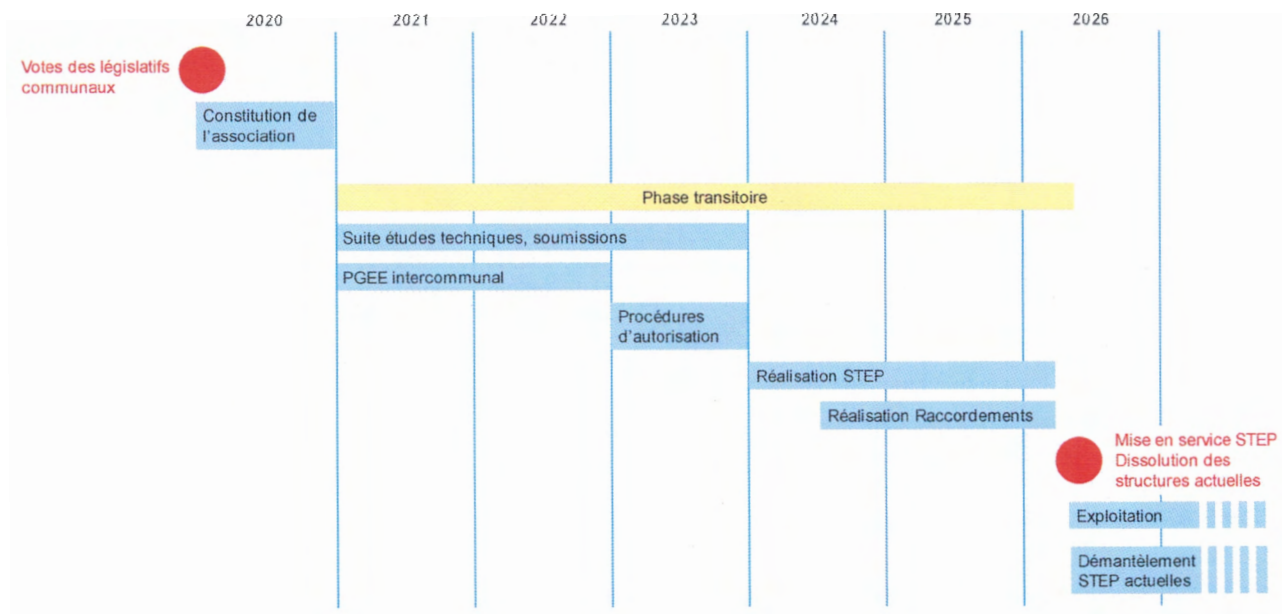 2020 2021 2022 2023 2024 2025 2026
Votes des législatifs
communaux
Constitution de
l'association
Phase transitoire
Suite études techniques, soumissions
PGEE intercommunal
Procédures
d'autorisation
Réalisation STEP
Réalisation Raccordements
Mise en service STEP
Dissolution des
structures actuelles
Exploitation
Démantèlement
STEP actuelles